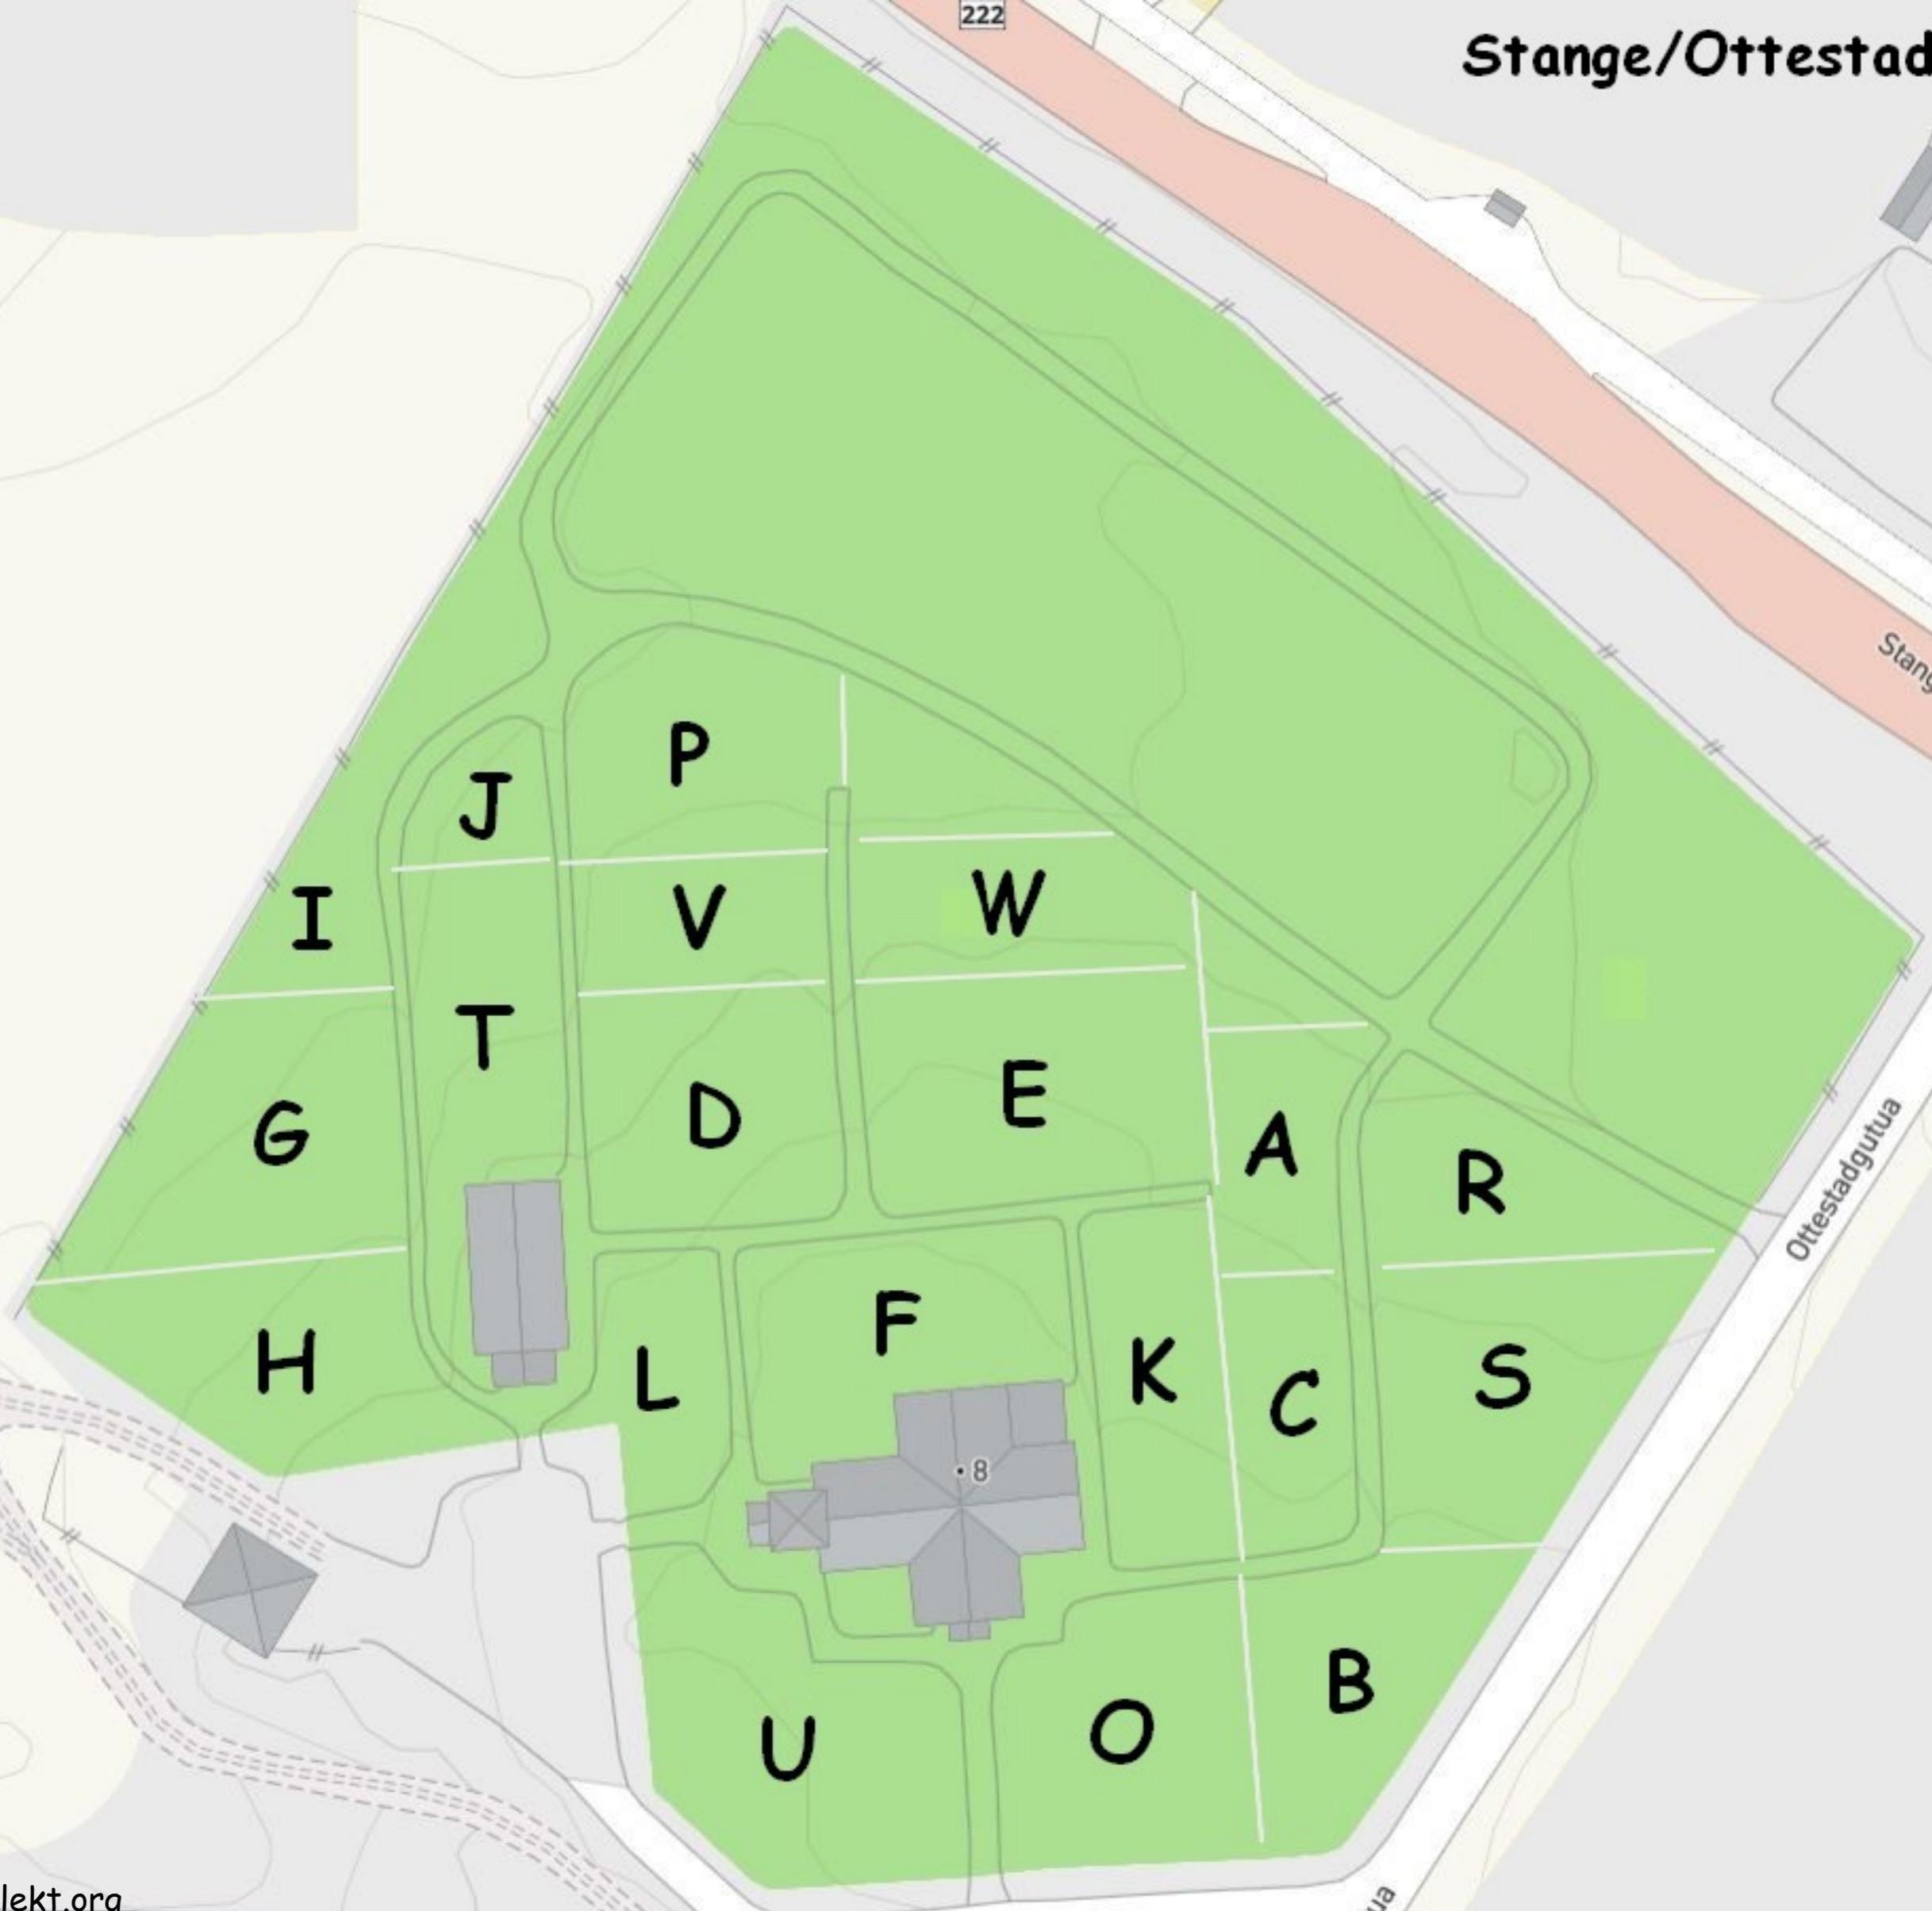 222
Stange/Ottestad
Stang
P
J
I
V
W
T
G
D
E
A
R
Ottestadgutua
H
L
F
K
C
S
8
U
O
B
lekt.org
ua